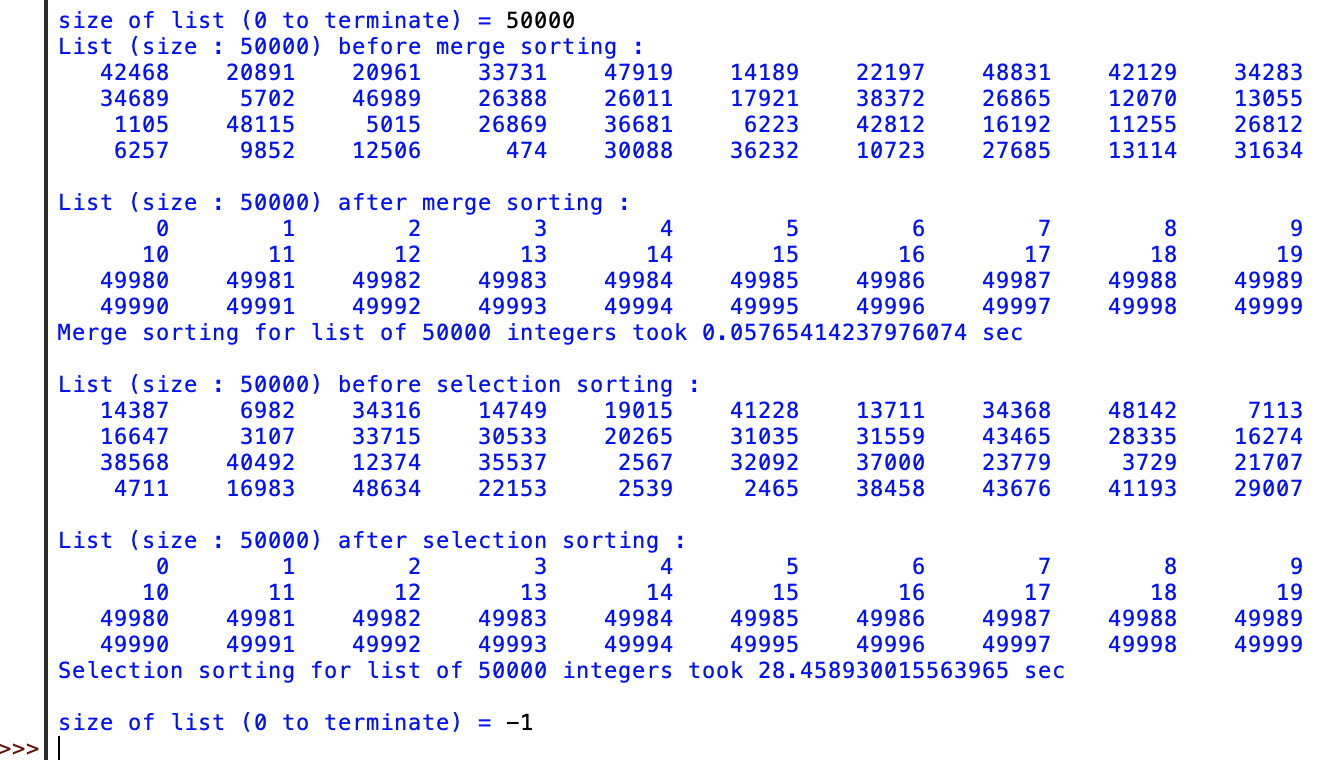 size of list (0 to terminate) = 50000
List (size : 50000) before merge sorting :
42468 20891 20961 33731 47919 14189 22197 48831 42129 34283
34689 5702 46989 26388 26011 17921 38372 26865 12070 13055
1105 48115 5015 26869 36681 6223 42812 16192 11255 26812
6257 9852 12506 474 30088 36232 10723 27685 13114 31634
List (size : 50000) after merge sorting :
0 1 2 3 4 5 6 7 8 9
10 11 12 13 14 15 16 17 18 19
49980 49981 49982 49983 49984 49985 49986 49987 49988 49989
49990 49991 49992 49993 49994 49995 49996 49997 49998 49999
Merge sorting for list of 50000 integers took 0.05765414237976074 sec
List (size : 50000) before selection sorting :
14387 6982 34316 14749 19015 41228 13711 34368 48142 7113
16647 3107 33715 30533 20265 31035 31559 43465 28335 16274
38568 40492 12374 35537 2567 32092 37000 23779 3729 21707
4711 16983 48634 22153 2539 2465 38458 43676 41193 29007
List (size : 50000) after selection sorting :
0 1 2 3 4 5 6 7 8 9
10 11 12 13 14 15 16 17 18 19
49980 49981 49982 49983 49984 49985 49986 49987 49988 49989
49990 49991 49992 49993 49994 49995 49996 49997 49998 49999
Selection sorting for list of 50000 integers took 28.458930015563965 sec
size of list (0 to terminate) = -1
>>>